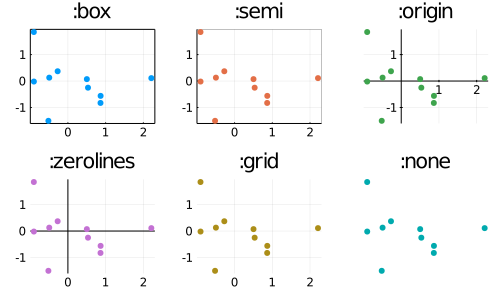 :box :semi :origin
1 1 1
0 0 0
-1 -1 -1
0 1 2 0 1 2 1 2
:zerolines :grid :none
1 1
0 0
-1 -1
0 1 2 0 1 2